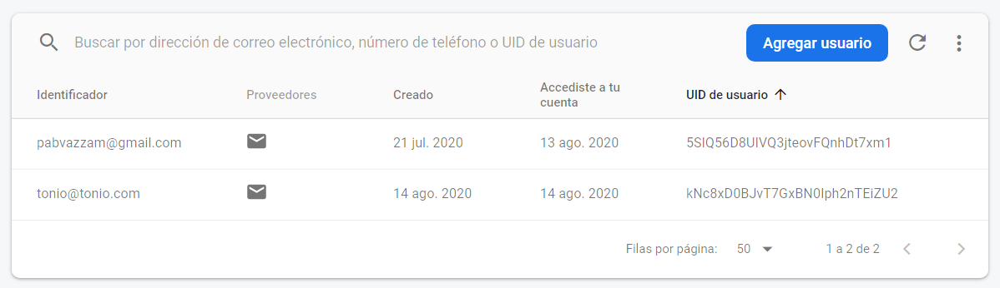 Buscar por dirección de correo electrónico, número de teléfono o UID de usuario
Agregar usuario
Identificador Proveedores Creado Accediste a tu cuenta UID de usuario
pabvazzam@gmail.com 21 jul. 2020 13 ago. 2020 5SIQ56D8UIVQ3jteovFQnhDt7xm1
tonio@tonio.com 14 ago. 2020 14 ago. 2020 kNc8xD0BJvT7GxBN0Iph2nTEiZU2
Filas por página: 50 1 a 2 de 2